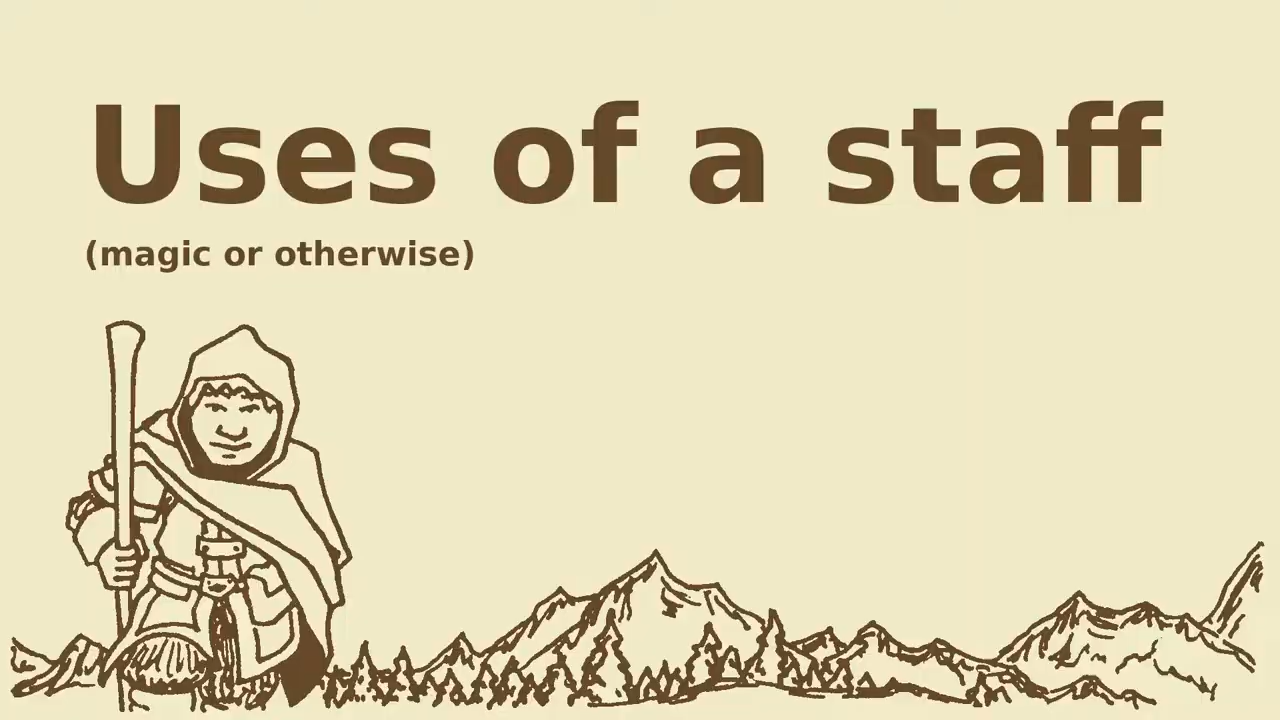 Uses of a staff
(magic or otherwise)